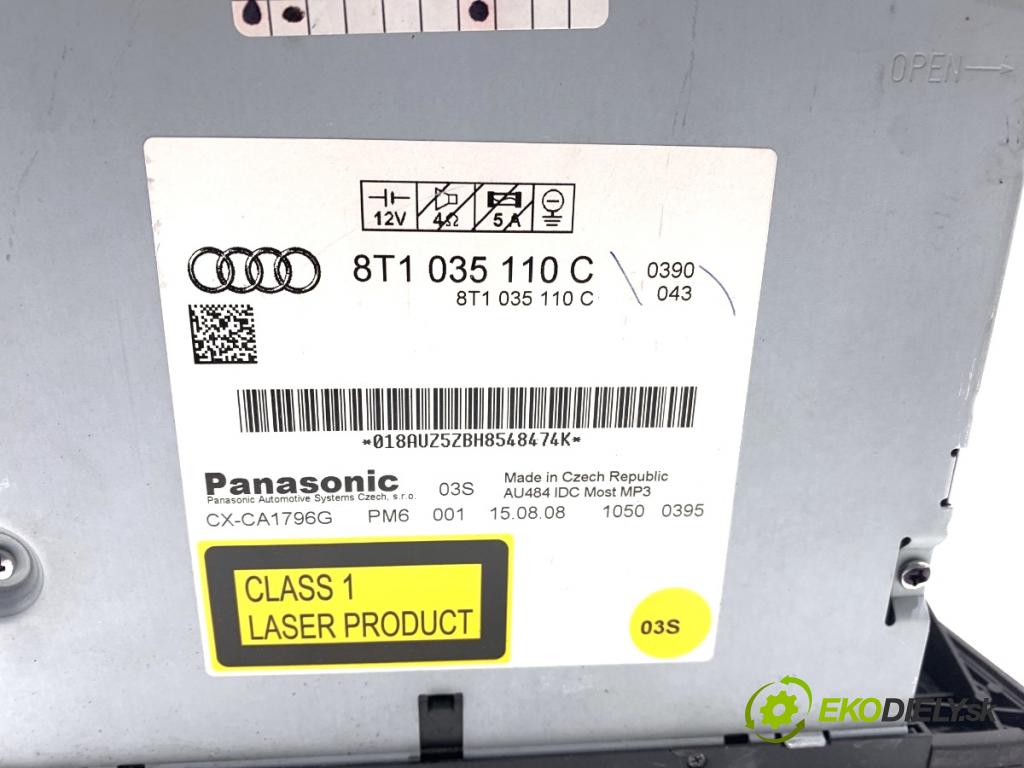 OPEN
12V 4Ω 5A
8T1 035 110 C 0390
8T1 035 110 C 043
*018AUZ5ZBH8548474K*
Panasonic 03S Made in Czech Republic
Panasonic Automotive Systems Czech, s.r.o. AU484 IDC Most MP3
CX-CA1796G PM6 001 15.08.08 1050 0395
CLASS 1
LASER PRODUCT
03S
EKODIELY.sk